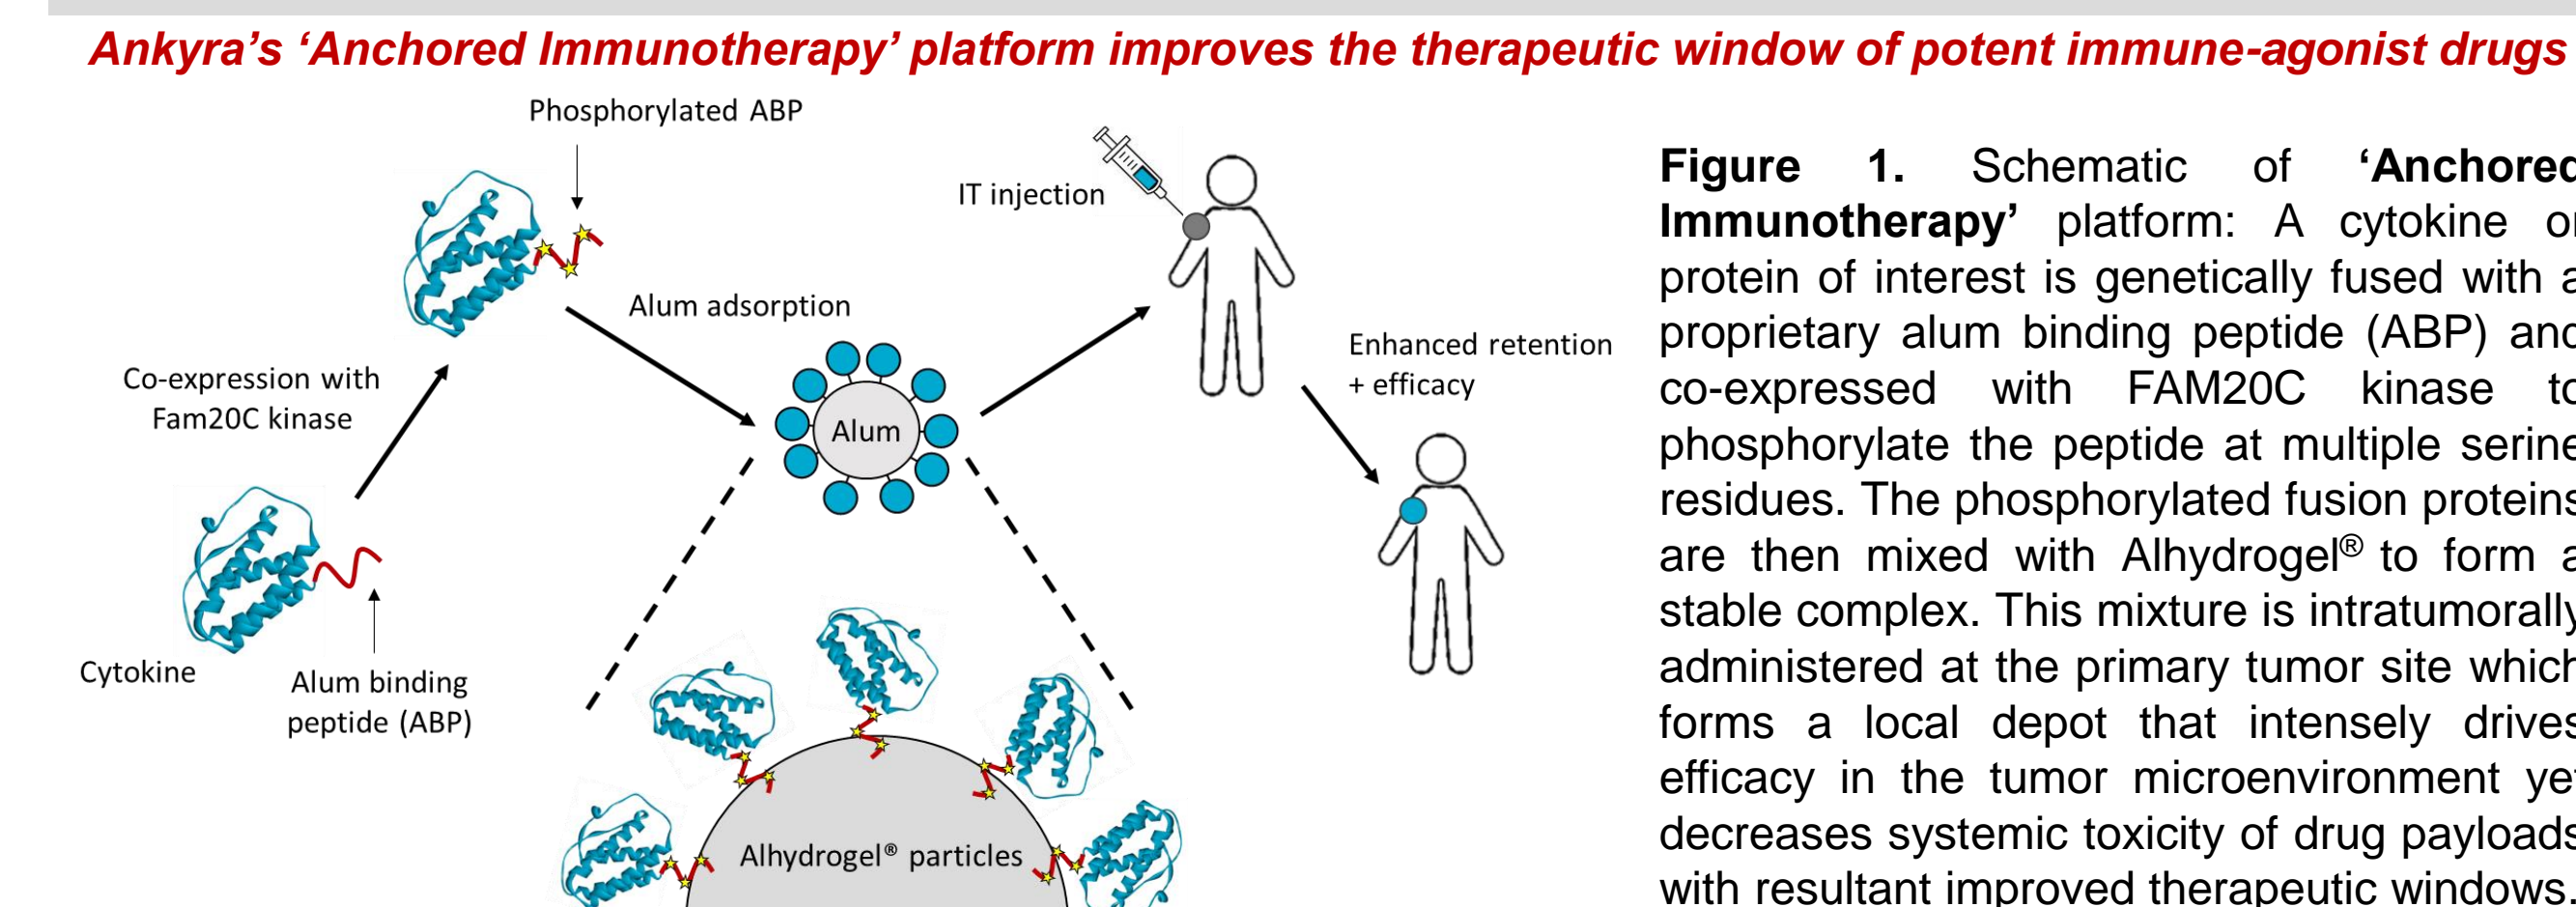 Ankyra's 'Anchored Immunotherapy' platform improves the therapeutic window of potent immune-agonist drugs
Phosphorylated ABP
IT injection
Alum adsorption
Enhanced retention
+ efficacy
Co-expression with
Fam20C kinase
Alum
Cytokine
Alum binding
peptide (ABP)
Alhydrogel® particles
Figure 1. Schematic of 'Anchored
Immunotherapy' platform: A cytokine or
protein of interest is genetically fused with a
proprietary alum binding peptide (ABP) and
co-expressed with FAM20C kinase to
phosphorylate the peptide at multiple serine
residues. The phosphorylated fusion proteins
are then mixed with Alhydrogel® to form a
stable complex. This mixture is intratumorally
administered at the primary tumor site which
forms a local depot that intensely drives
efficacy in the tumor microenvironment yet
decreases systemic toxicity of drug payloads
with resultant improved therapeutic windows.